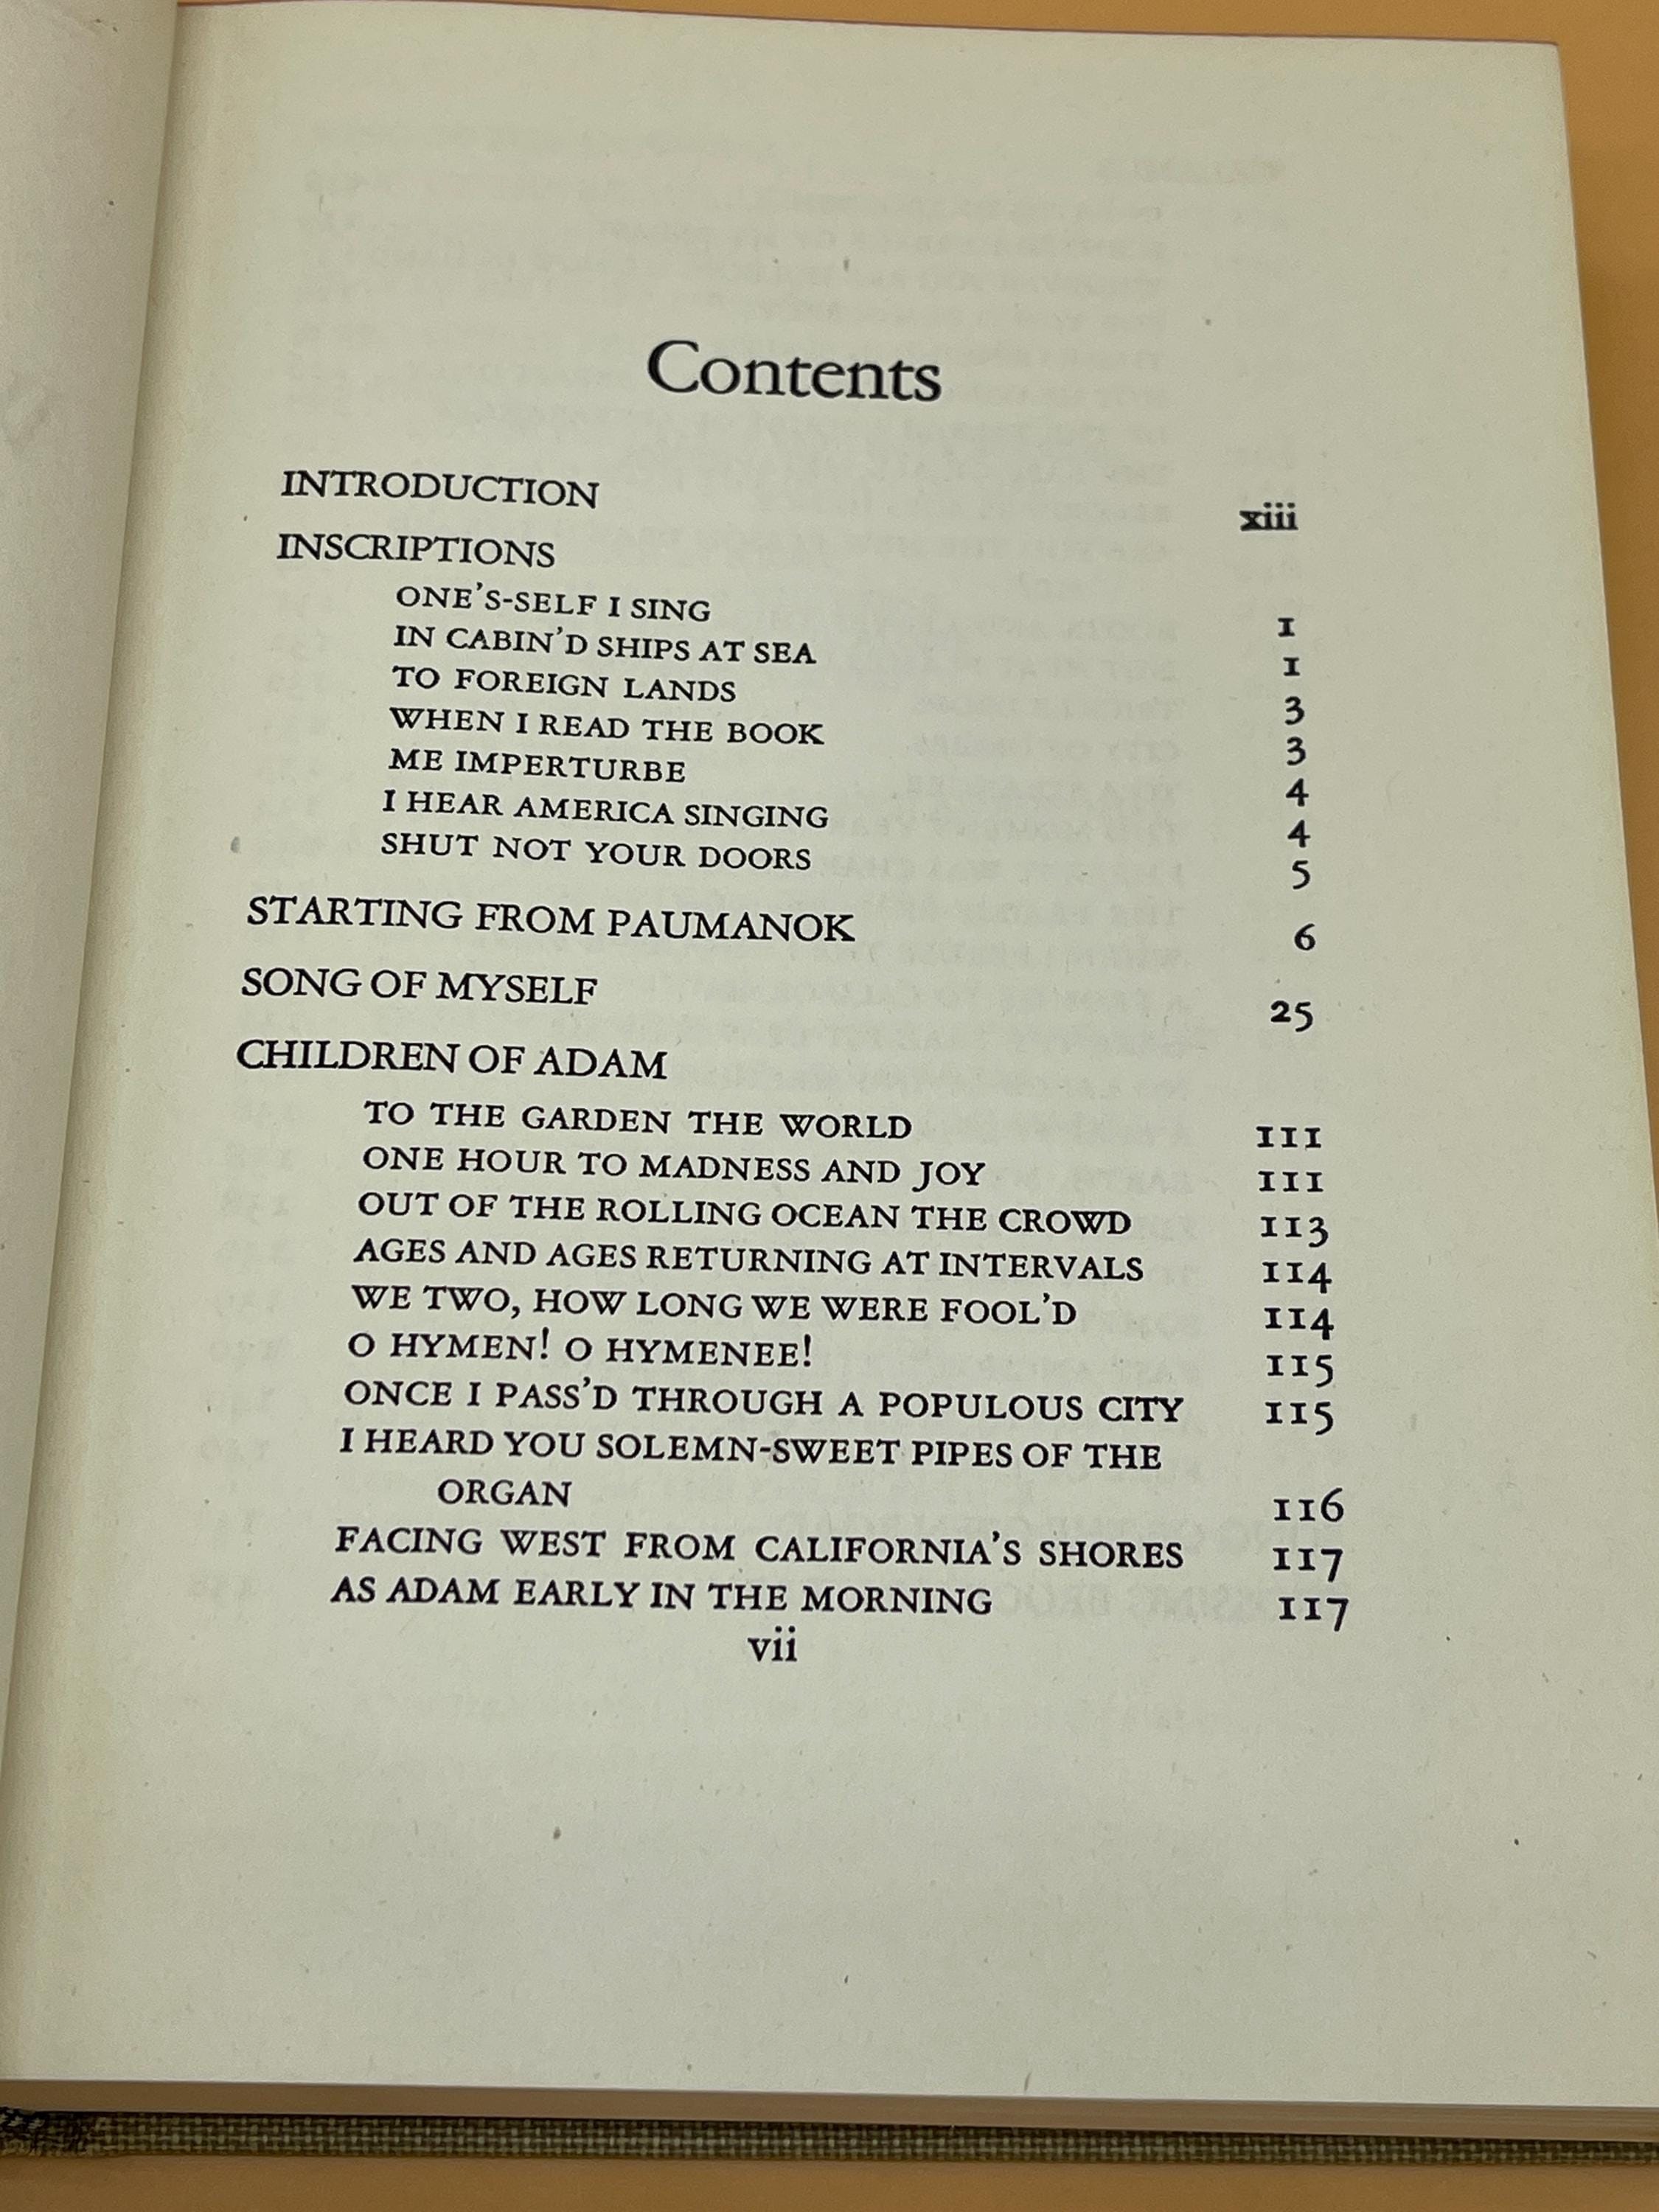 Contents
INTRODUCTION xiii
INSCRIPTIONS
ONE'S-SELF I SING 1
IN CABIN'D SHIPS AT SEA 1
TO FOREIGN LANDS 3
WHEN I READ THE BOOK 3
ME IMPERTURBE 4
I HEAR AMERICA SINGING 4
SHUT NOT YOUR DOORS 5
STARTING FROM PAUMANOK 6
SONG OF MYSELF 25
CHILDREN OF ADAM
TO THE GARDEN THE WORLD 111
ONE HOUR TO MADNESS AND JOY 111
OUT OF THE ROLLING OCEAN THE CROWD 113
AGES AND AGES RETURNING AT INTERVALS 114
WE TWO, HOW LONG WE WERE FOOL'D 114
O HYMEN! O HYMENEE! 115
ONCE I PASS'D THROUGH A POPULOUS CITY 115
I HEARD YOU SOLEMN-SWEET PIPES OF THE
ORGAN 116
FACING WEST FROM CALIFORNIA'S SHORES 117
AS ADAM EARLY IN THE MORNING 117
vii